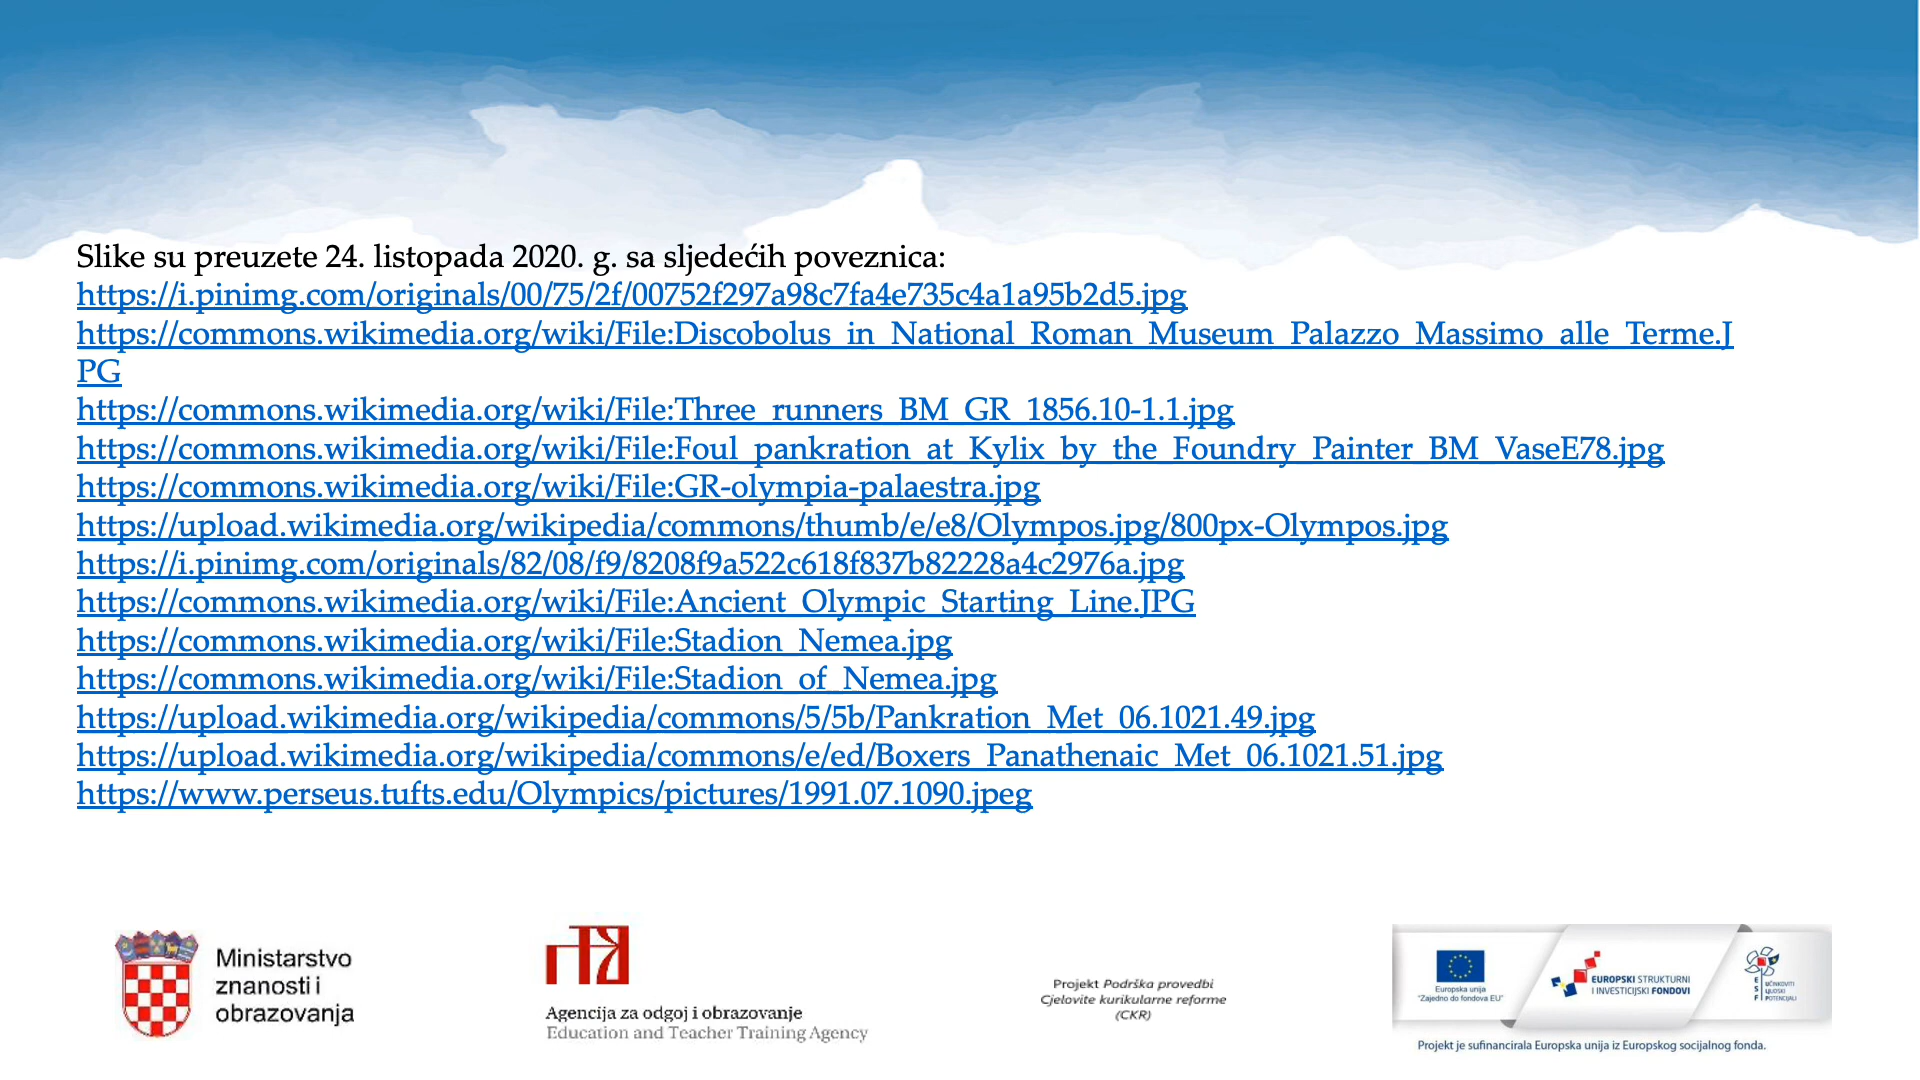 Slike su preuzete 24. listopada 2020. g. sa sljedećih poveznica:
https://i.pinimg.com/originals/00/75/2f/00752f297a98c7fa4e735c4a1a95b2d5.jpg
https://commons.wikimedia.org/wiki/File:Discobolus_in_National_Roman_Museum_Palazzo_Massimo_alle_Terme.J
PG
https://commons.wikimedia.org/wiki/File:Three_runners_BM_GR_1856.10-1.1.jpg
https://commons.wikimedia.org/wiki/File:Foul_pankration_at_Kylix_by_the_Foundry_Painter_BM_VaseE78.jpg
https://commons.wikimedia.org/wiki/File:GR-olympia-palaestra.jpg
https://upload.wikimedia.org/wikipedia/commons/thumb/e/e8/Olympos.jpg/800px-Olympos.jpg
https://i.pinimg.com/originals/82/08/f9/8208f9a522c618f837b82228a4c2976a.jpg
https://commons.wikimedia.org/wiki/File:Ancient_Olympic_Starting_Line.JPG
https://commons.wikimedia.org/wiki/File:Stadion_Nemea.jpg
https://commons.wikimedia.org/wiki/File:Stadion_of_Nemea.jpg
https://upload.wikimedia.org/wikipedia/commons/5/5b/Pankration_Met_06.1021.49.jpg
https://upload.wikimedia.org/wikipedia/commons/e/ed/Boxers_Panathenaic_Met_06.1021.51.jpg
https://www.perseus.tufts.edu/Olympics/pictures/1991.07.1090.jpeg
Ministarstvo
znanosti i
obrazovanja
Agencija za odgoj i obrazovanje
Education and Teacher Training Agency
Projekt Podrška provedbi
Cjelovite kurikularne reforme
(CKR)
Europska unija
"Zajedno do fondova EU"
EUROPSKI STRUKTURNI
I INVESTICIJSKI FONDOVI
ESF
UČINKOVITI
LJUDSKI
POTENCIJALI
Projekt je sufinancirala Europska unija iz Europskog socijalnog fonda.